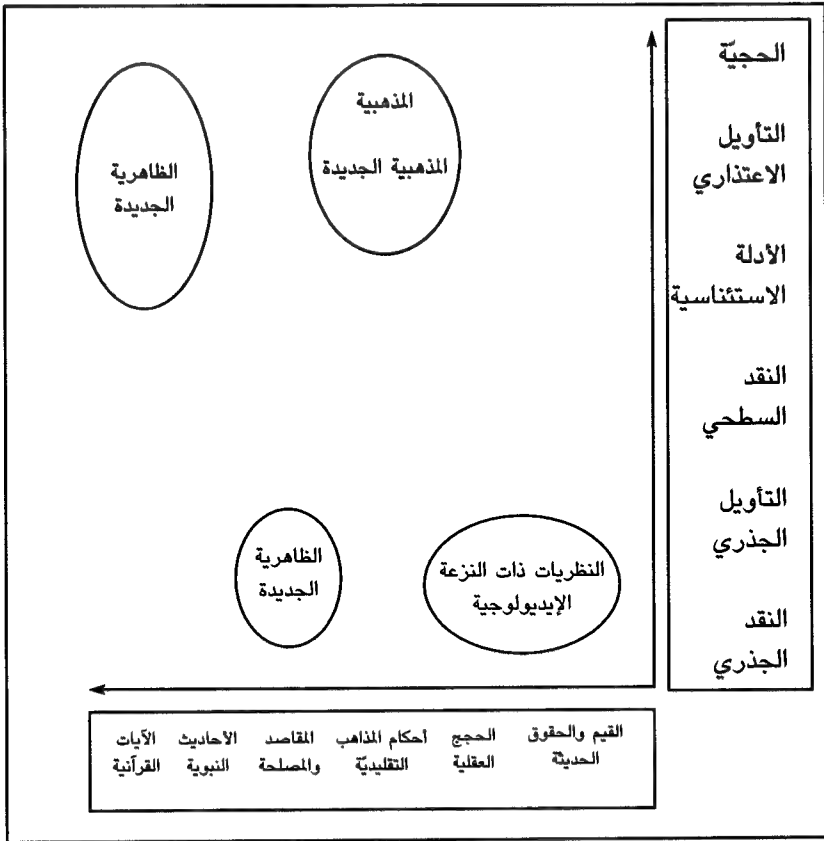 الحجيّة
التأويل
الاعتذاري
الأدلة
الاستئناسية
النقد
السطحي
التأويل
الجذري
النقد
الجذري
المذهبية
المذهبية الجديدة
الظاهرية
الجديدة
النظريات ذات النزعة
الإيديولوجية
الظاهرية
الجديدة
القيم والحقوق
الحديثة
الحجج
العقلية
أحكام المذاهب
التقليديّة
المقاصد
والمصلحة
الأحاديث
النبوية
الآيات
القرآنية